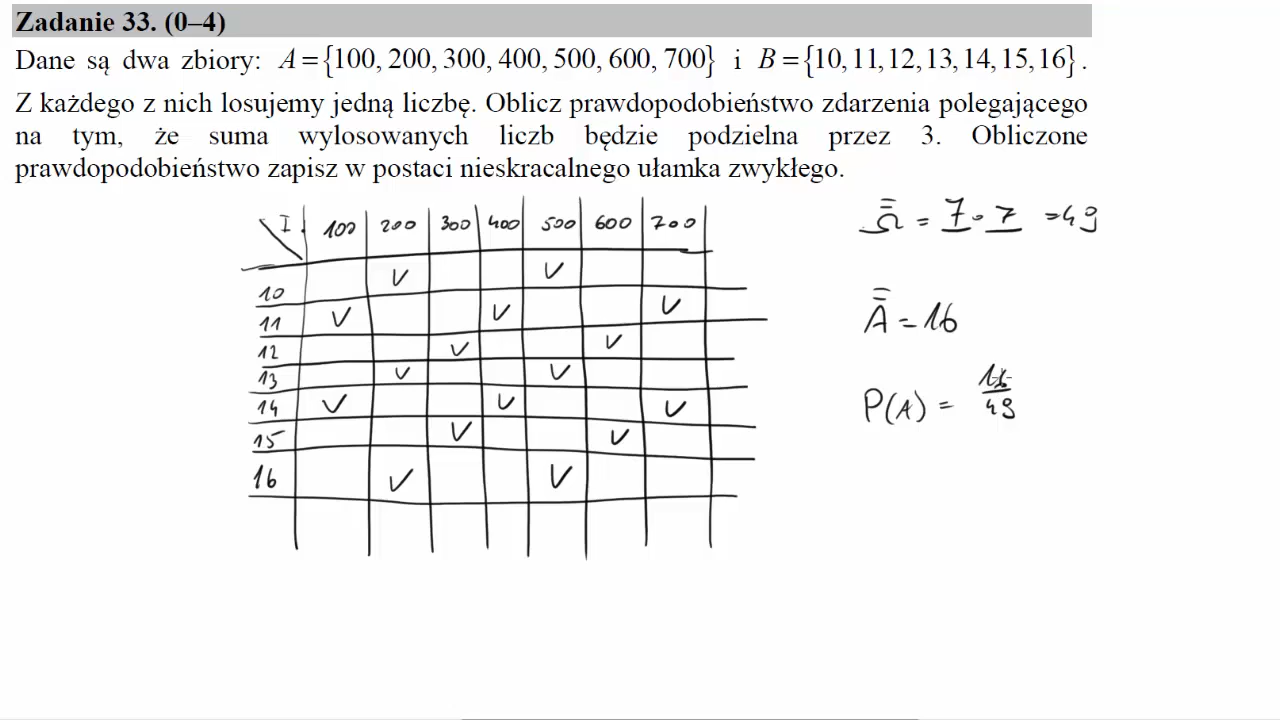 Zadanie 33. (0–4)
Dane są dwa zbiory: A = {100, 200, 300, 400, 500, 600, 700} i B = {10, 11, 12, 13, 14, 15, 16}.
Z każdego z nich losujemy jedną liczbę. Oblicz prawdopodobieństwo zdarzenia polegającego
na tym, że suma wylosowanych liczb będzie podzielna przez 3. Obliczone
prawdopodobieństwo zapisz w postaci nieskracalnego ułamka zwykłego.
I. 100 200 300 400 500 600 700
10 ✓ ✓
11 ✓ ✓ ✓
12 ✓ ✓
13 ✓ ✓
14 ✓ ✓ ✓
15 ✓ ✓
16 ✓ ✓
Ω = 7 · 7 = 49
A = 16
P(A) = 16/49